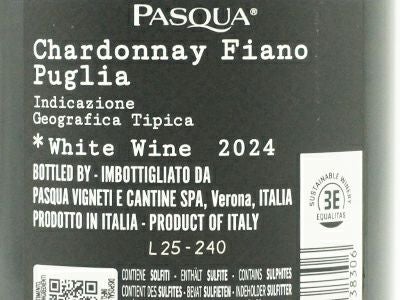 PASQUA®
Chardonnay Fiano
Puglia
Indicazione
Geografica Tipica
*White Wine 2024
BOTTLED BY - IMBOTTIGLIATO DA
PASQUA VIGNETI E CANTINE SPA, Verona, ITALIA
PRODOTTO IN ITALIA - PRODUCT OF ITALY
L25-240
SUSTAINABLE WINERY
3E
EQUALITAS
38306
CONTIENE SOLFITI - ENTHÄLT SULFITE - CONTAINS SULPHITES
CONTIENT DES SULFITES - BEVAT SULFIETEN - INDEHOLDER SULFITTER